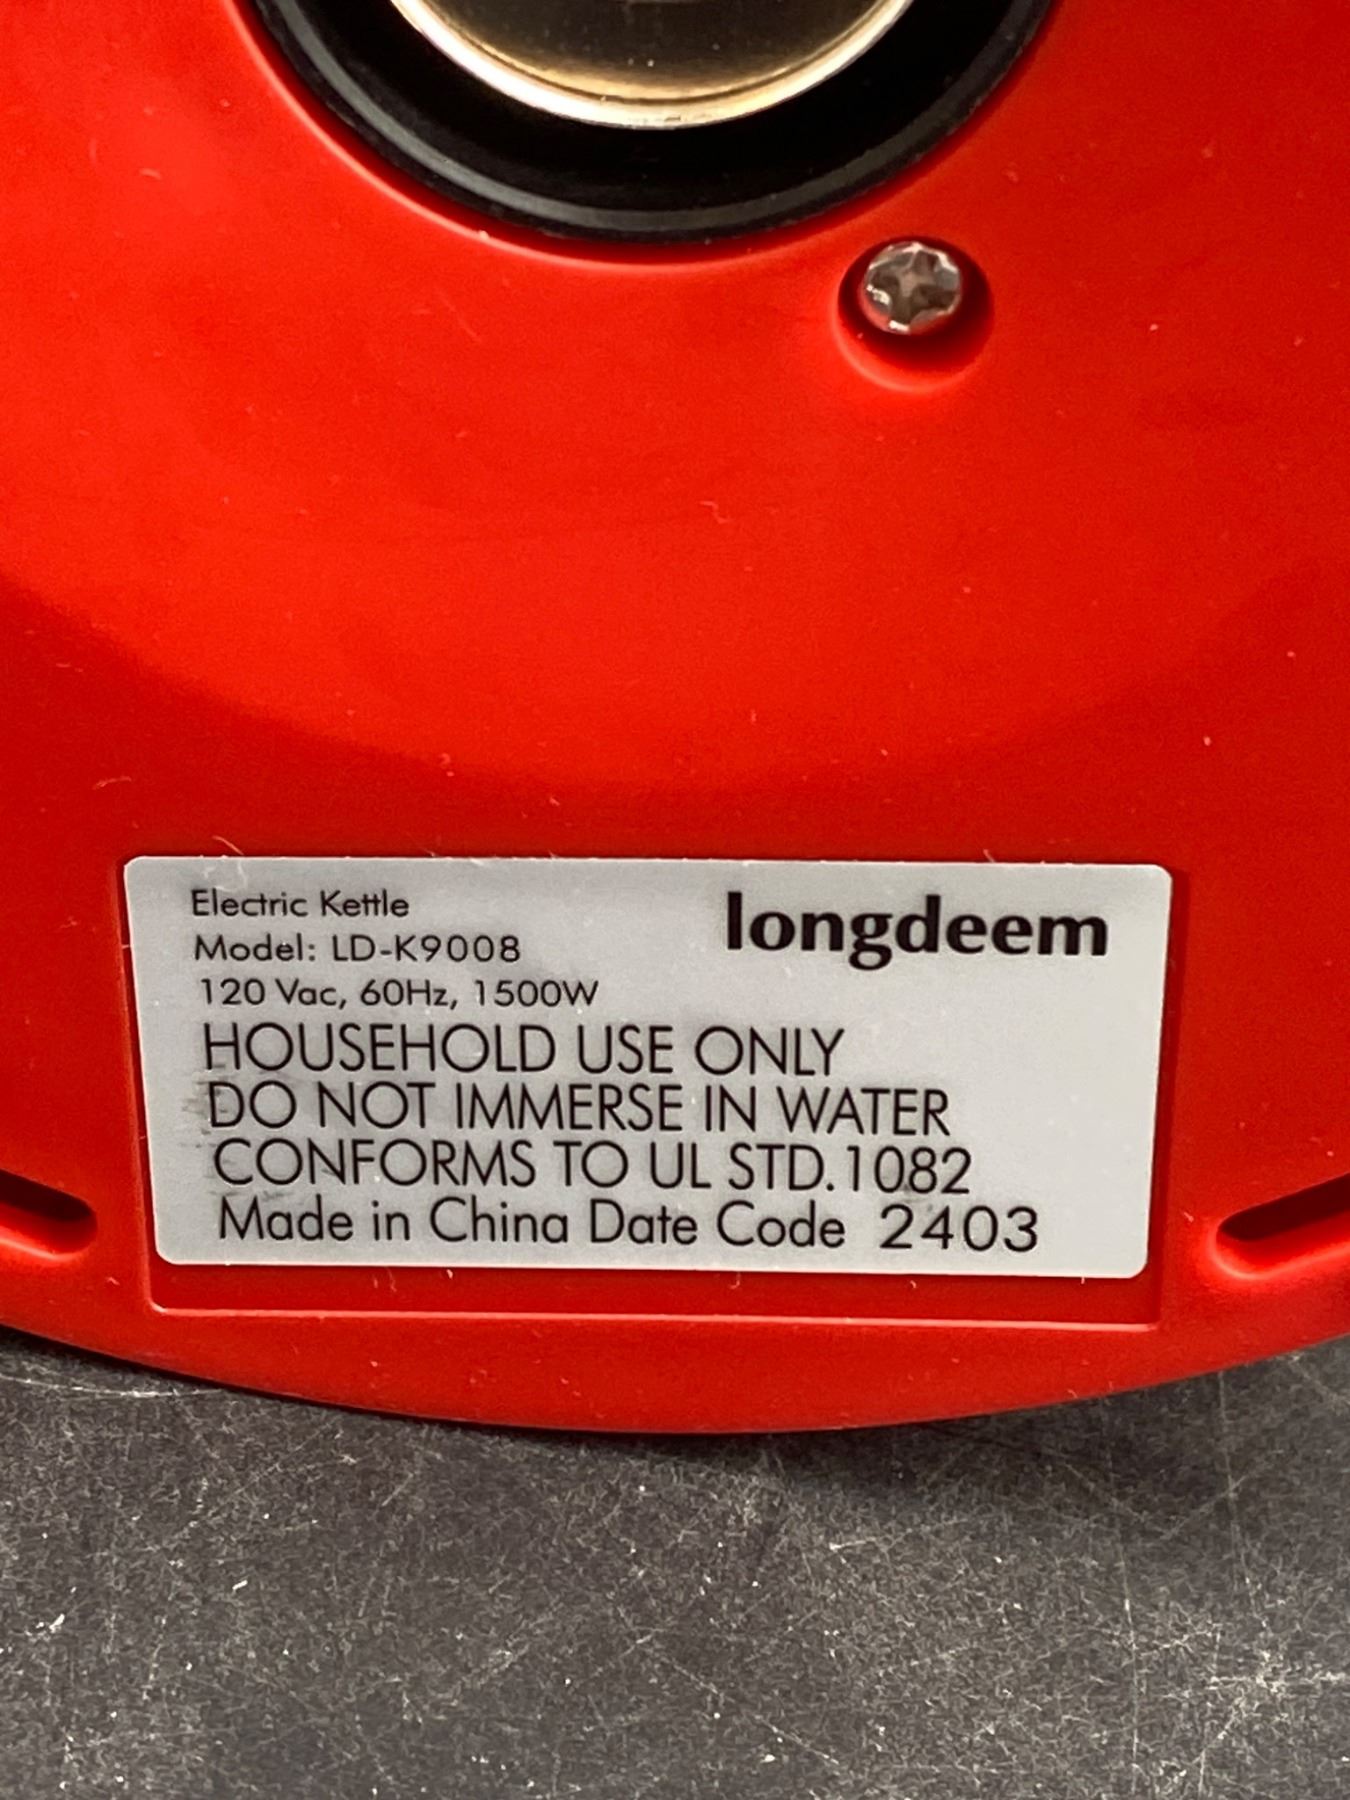 Electric Kettle
longdeem
Model: LD-K9008
120 Vac, 60Hz, 1500W
HOUSEHOLD USE ONLY
DO NOT IMMERSE IN WATER
CONFORMS TO UL STD.1082
Made in China Date Code 2403